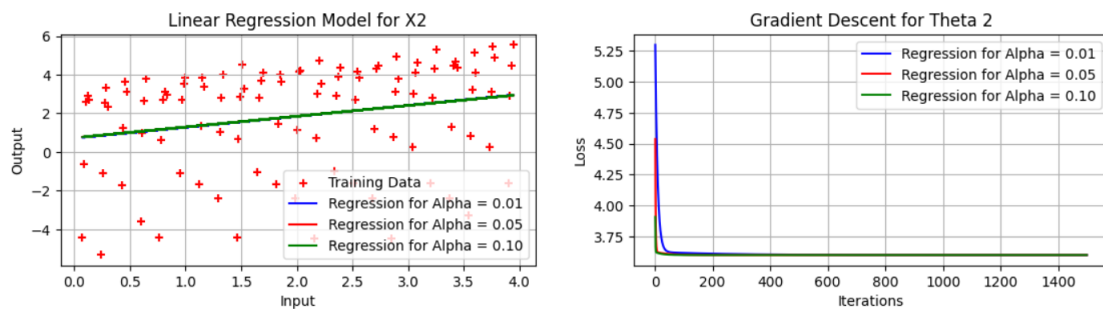 Linear Regression Model for X2
6
4
2
0
−2
−4
Output
Training Data
Regression for Alpha = 0.01
Regression for Alpha = 0.05
Regression for Alpha = 0.10
0.0 0.5 1.0 1.5 2.0 2.5 3.0 3.5 4.0
Input
Gradient Descent for Theta 2
5.25
5.00
4.75
4.50
4.25
4.00
3.75
Loss
Regression for Alpha = 0.01
Regression for Alpha = 0.05
Regression for Alpha = 0.10
0 200 400 600 800 1000 1200 1400
Iterations